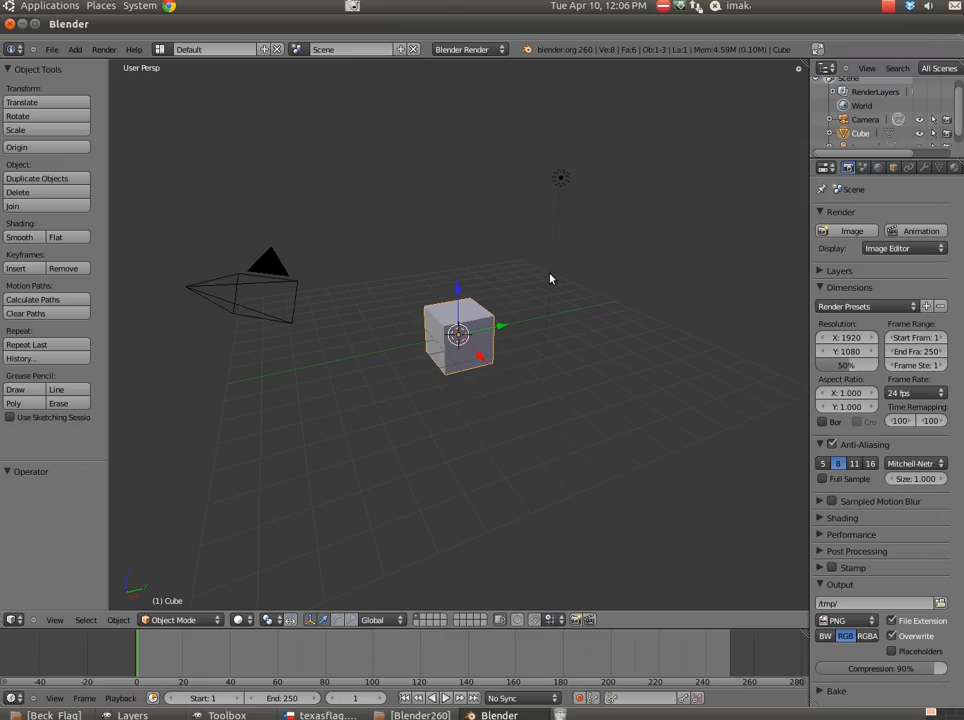 Applications Places System Tue Apr 10, 12:06 PM imak
Blender
File Add Render Help Default Scene Blender Render blender.org 260 | Ve:8 | Fa:6 | Ob:1-3 | La:1 | Mem:4.59M (0.10M) | Cube
Object Tools
Transform:
Translate
Rotate
Scale
Origin
Object:
Duplicate Objects
Delete
Join
Shading:
Smooth Flat
Keyframes:
Insert Remove
Motion Paths:
Calculate Paths
Clear Paths
Repeat:
Repeat Last
History...
Grease Pencil:
Draw Line
Poly Erase
Use Sketching Sessio
Operator
User Persp
z y
(1) Cube
View Select Object Object Mode Global
View Search All Scenes
Scene
RenderLayers
World
Camera
Cube
Scene
Render
Image Animation
Display: Image Editor
Layers
Dimensions
Render Presets
Resolution: Frame Range:
X: 1920 Start Fram: 1
Y: 1080 End Fra: 250
50% Frame Ste: 1
Aspect Ratio: Frame Rate:
X: 1.000 24 fps
Y: 1.000 Time Remapping:
Bor Cro 100 100
Anti-Aliasing
5 8 11 16 Mitchell-Netr
Full Sample Size: 1.000
Sampled Motion Blur
Shading
Performance
Post Processing
Stamp
Output
/tmp/
PNG File Extension
BW RGB RGBA Overwrite
Placeholders
Compression: 90%
Bake
-40 -20 0 20 40 60 80 100 120 140 160 180 200 220 240 260 280
View Frame Playback Start: 1 End: 250 1 No Sync
[Beck_Flag] Layers Toolbox texasflag.... [Blender260] Blender